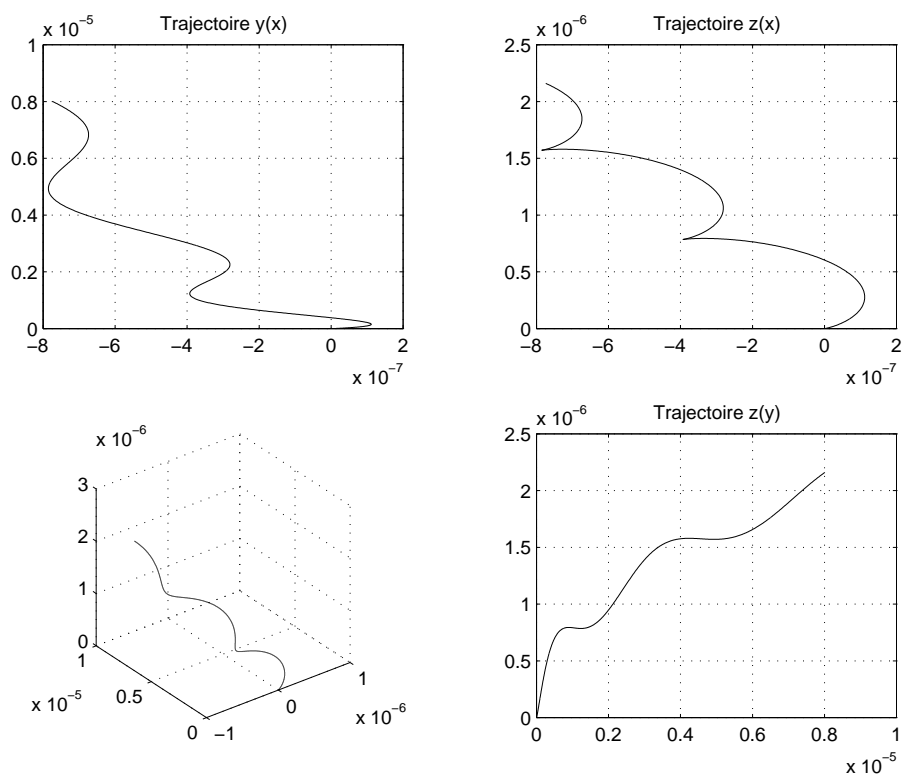 x 10⁻⁵
Trajectoire y(x)
1
0.8
0.6
0.4
0.2
0
−8 −6 −4 −2 0 2
x 10⁻⁷
x 10⁻⁶
Trajectoire z(x)
2.5
2
1.5
1
0.5
0
−8 −6 −4 −2 0 2
x 10⁻⁷
x 10⁻⁶
3
2
1
0
1
0.5
0
x 10⁻⁵
−1
0
1
x 10⁻⁶
x 10⁻⁶
Trajectoire z(y)
2.5
2
1.5
1
0.5
0
0 0.2 0.4 0.6 0.8 1
x 10⁻⁵